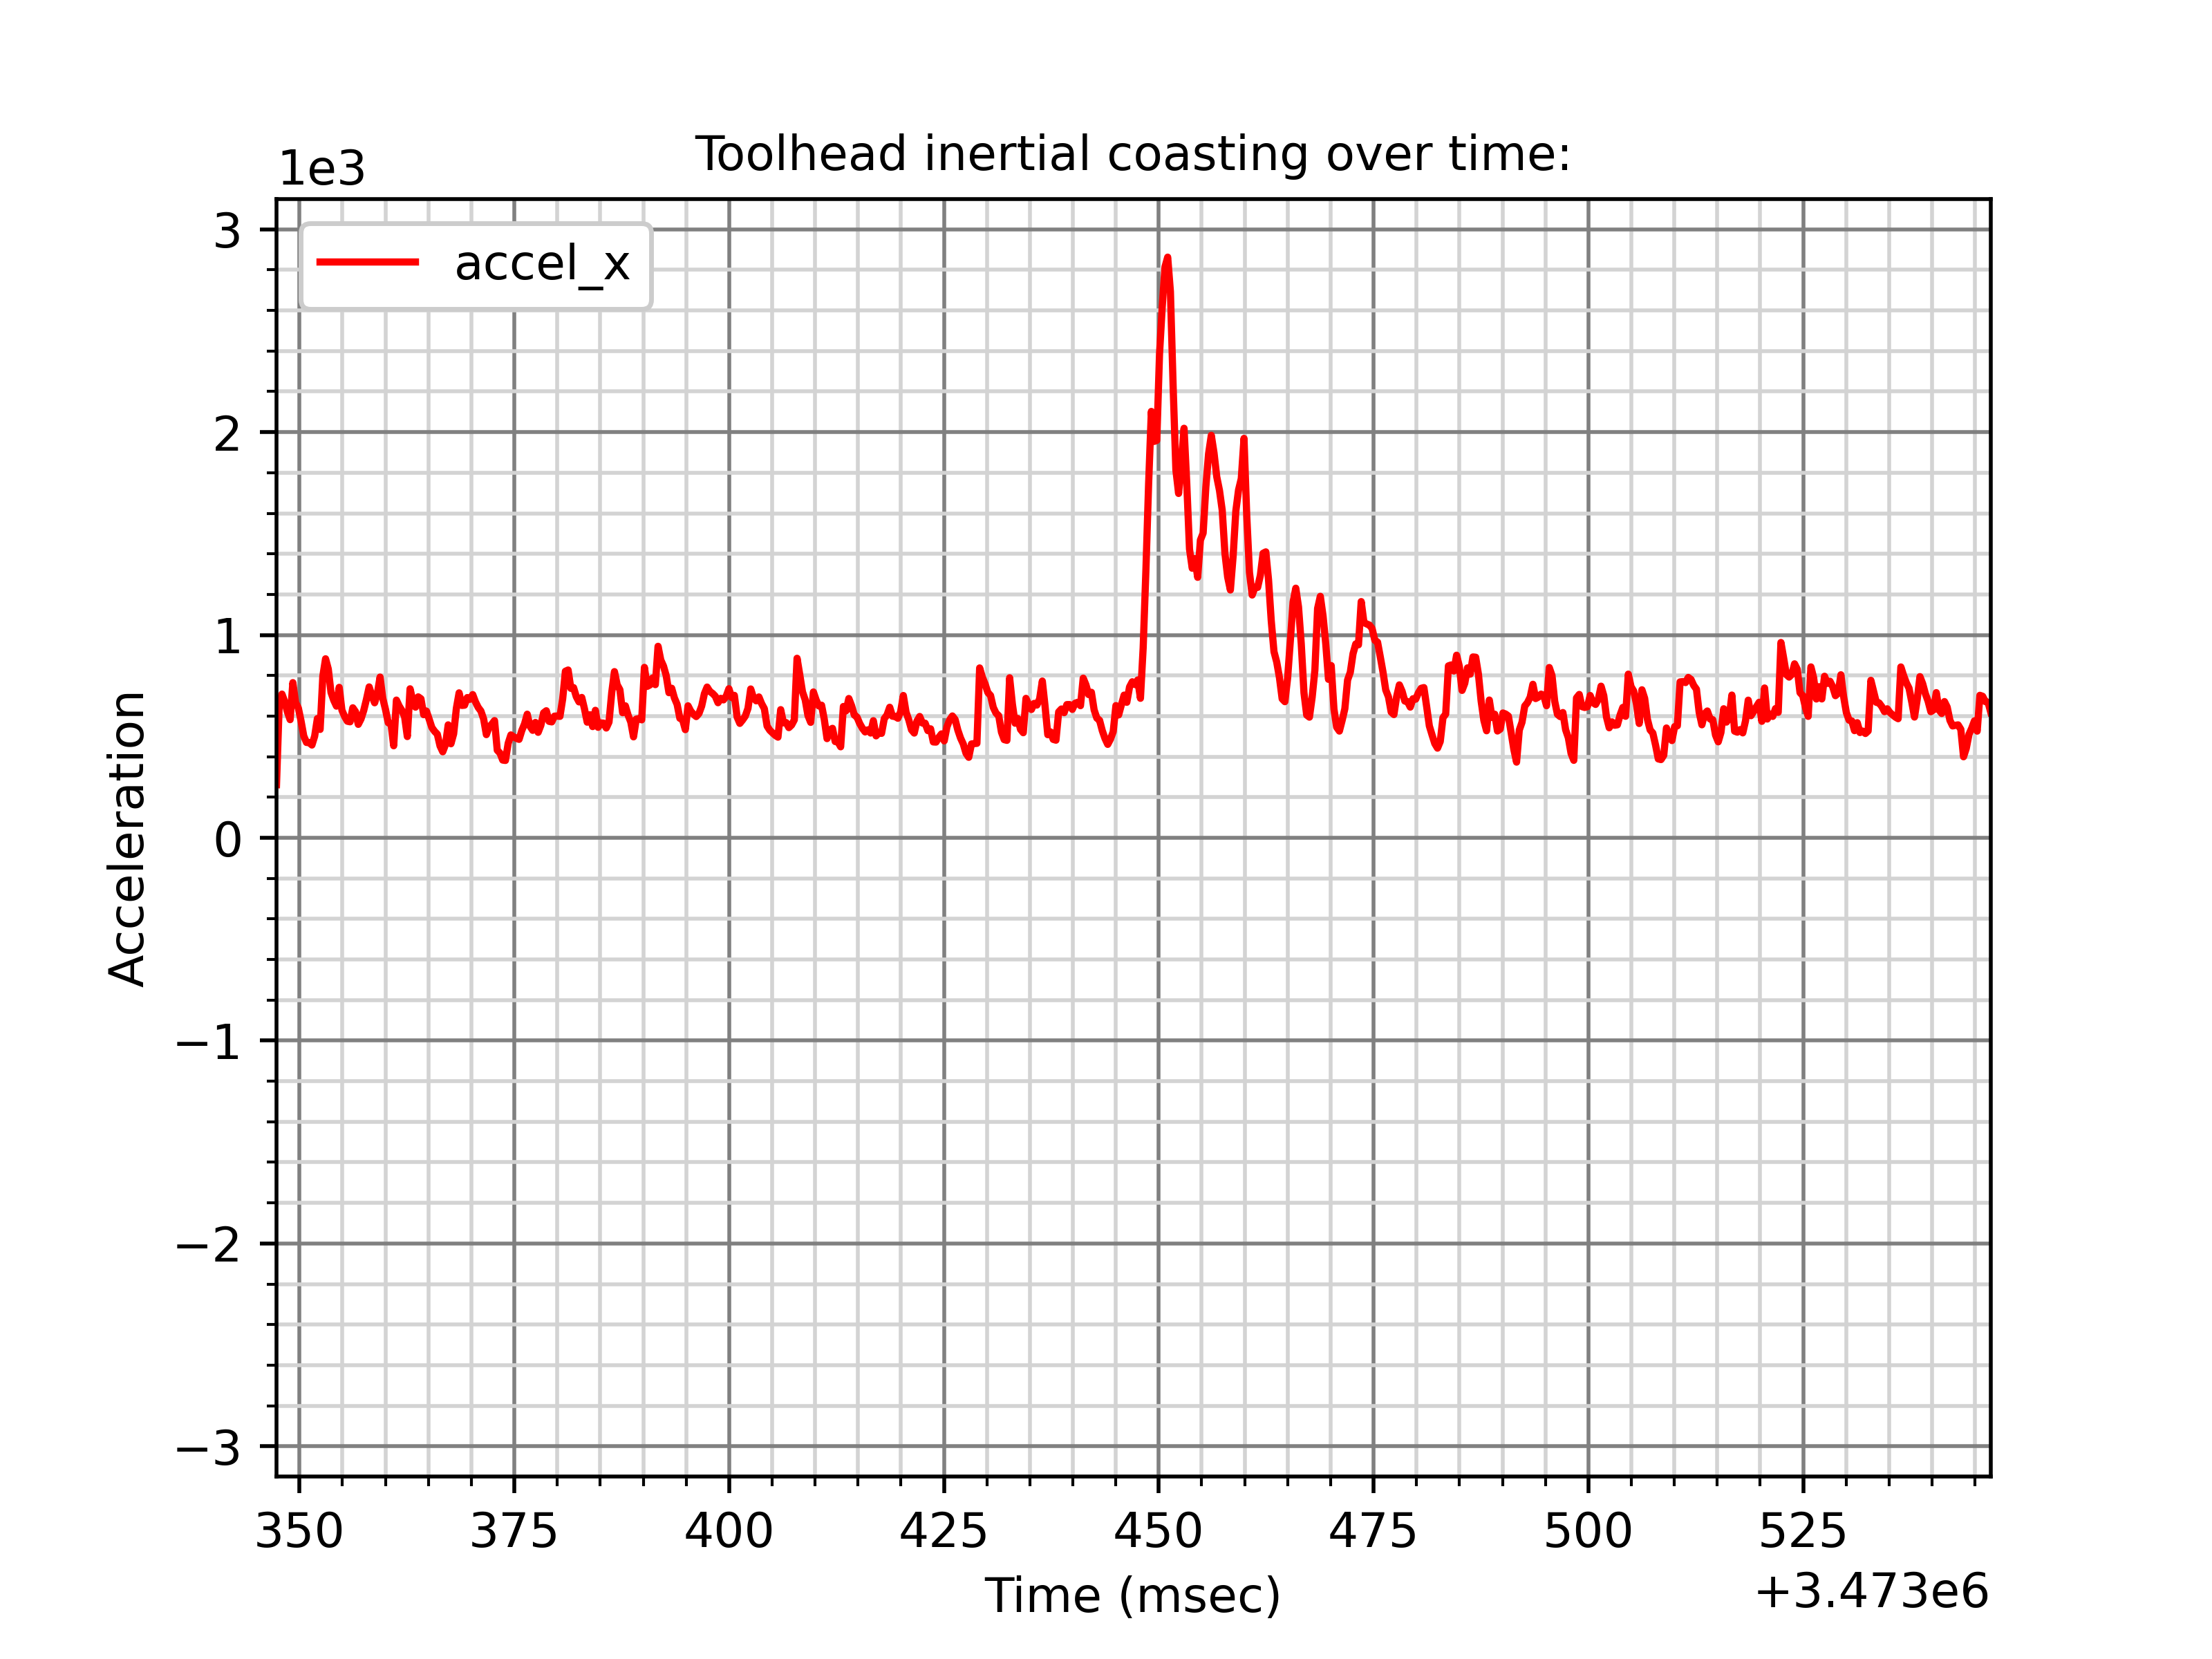 Toolhead inertial coasting over time:
1e3
accel_x
3
2
1
0
−1
−2
−3
Acceleration
350 375 400 425 450 475 500 525
Time (msec)
+3.473e6